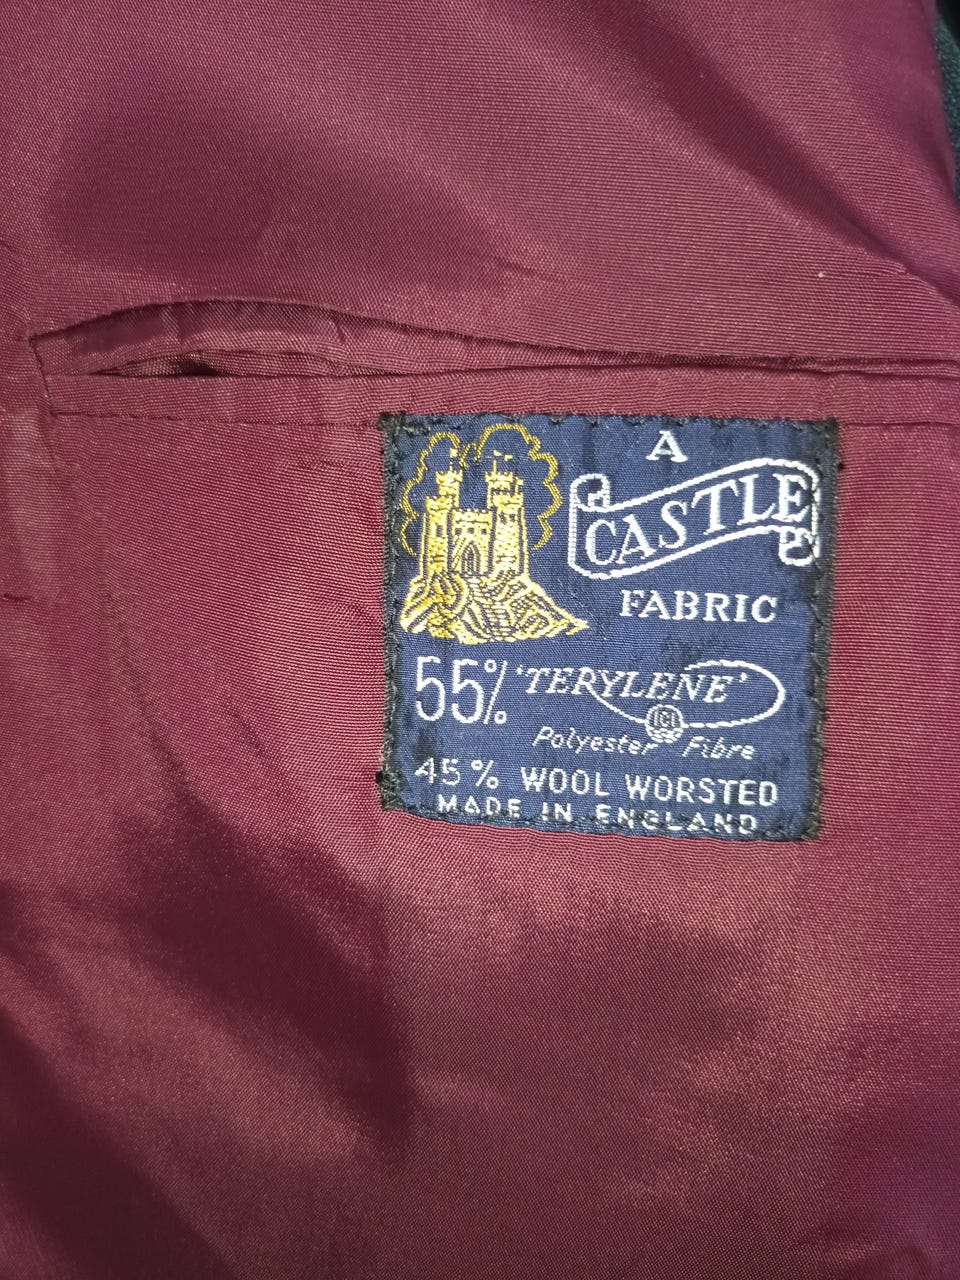 A
CASTLE
FABRIC
55% 'TERYLENE'
ICI
Polyester Fibre
45% WOOL WORSTED
MADE IN ENGLAND